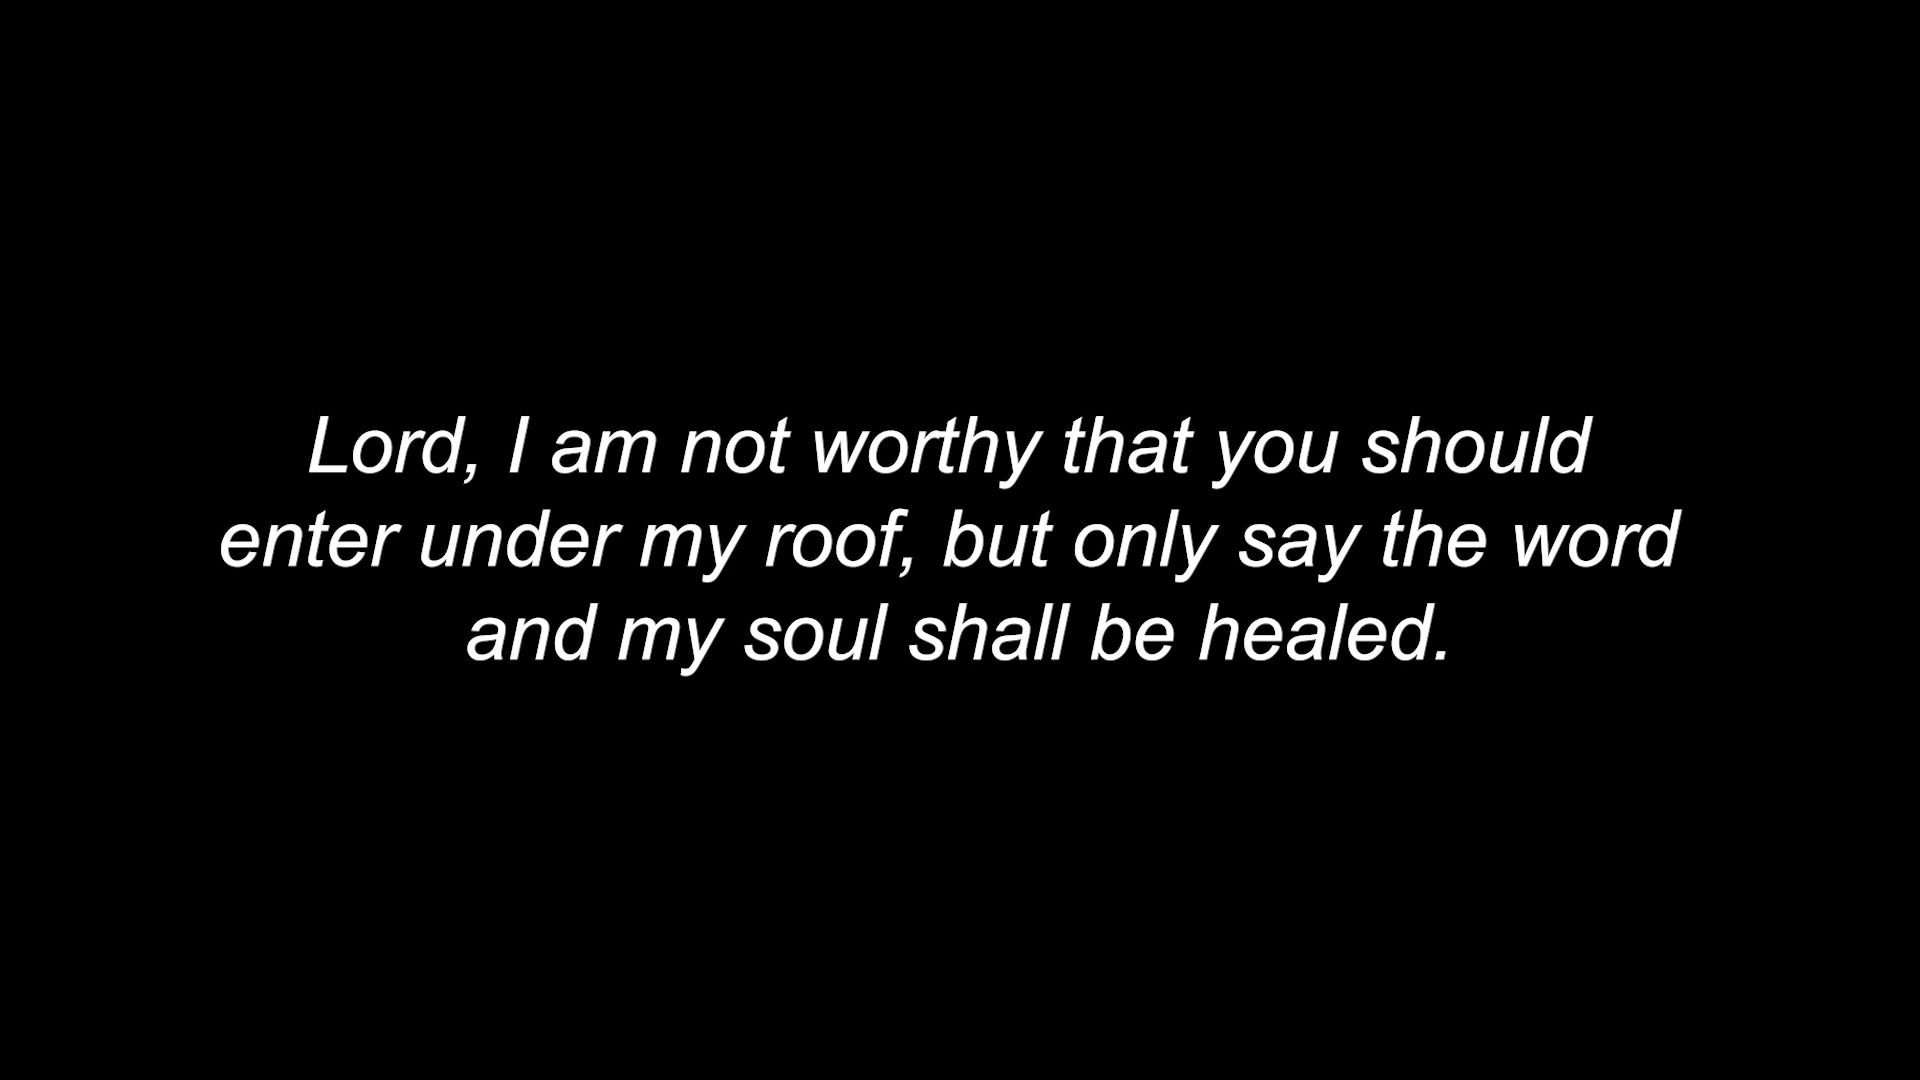 Lord, I am not worthy that you should
enter under my roof, but only say the word
and my soul shall be healed.